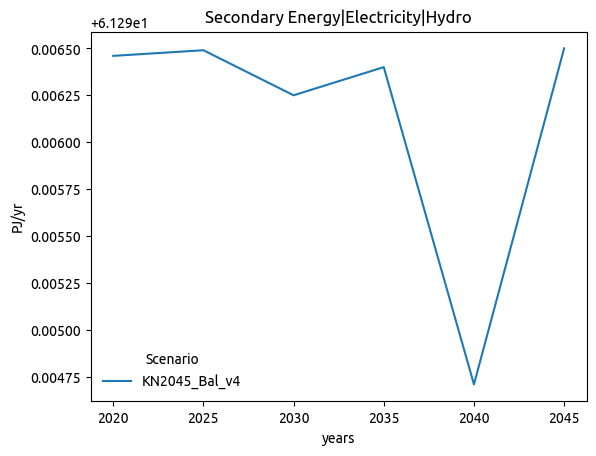 Secondary Energy|Electricity|Hydro
+6.129e1
0.00650
0.00625
0.00600
0.00575
0.00550
0.00525
0.00500
0.00475
PJ/yr
Scenario
KN2045_Bal_v4
2020 2025 2030 2035 2040 2045
years